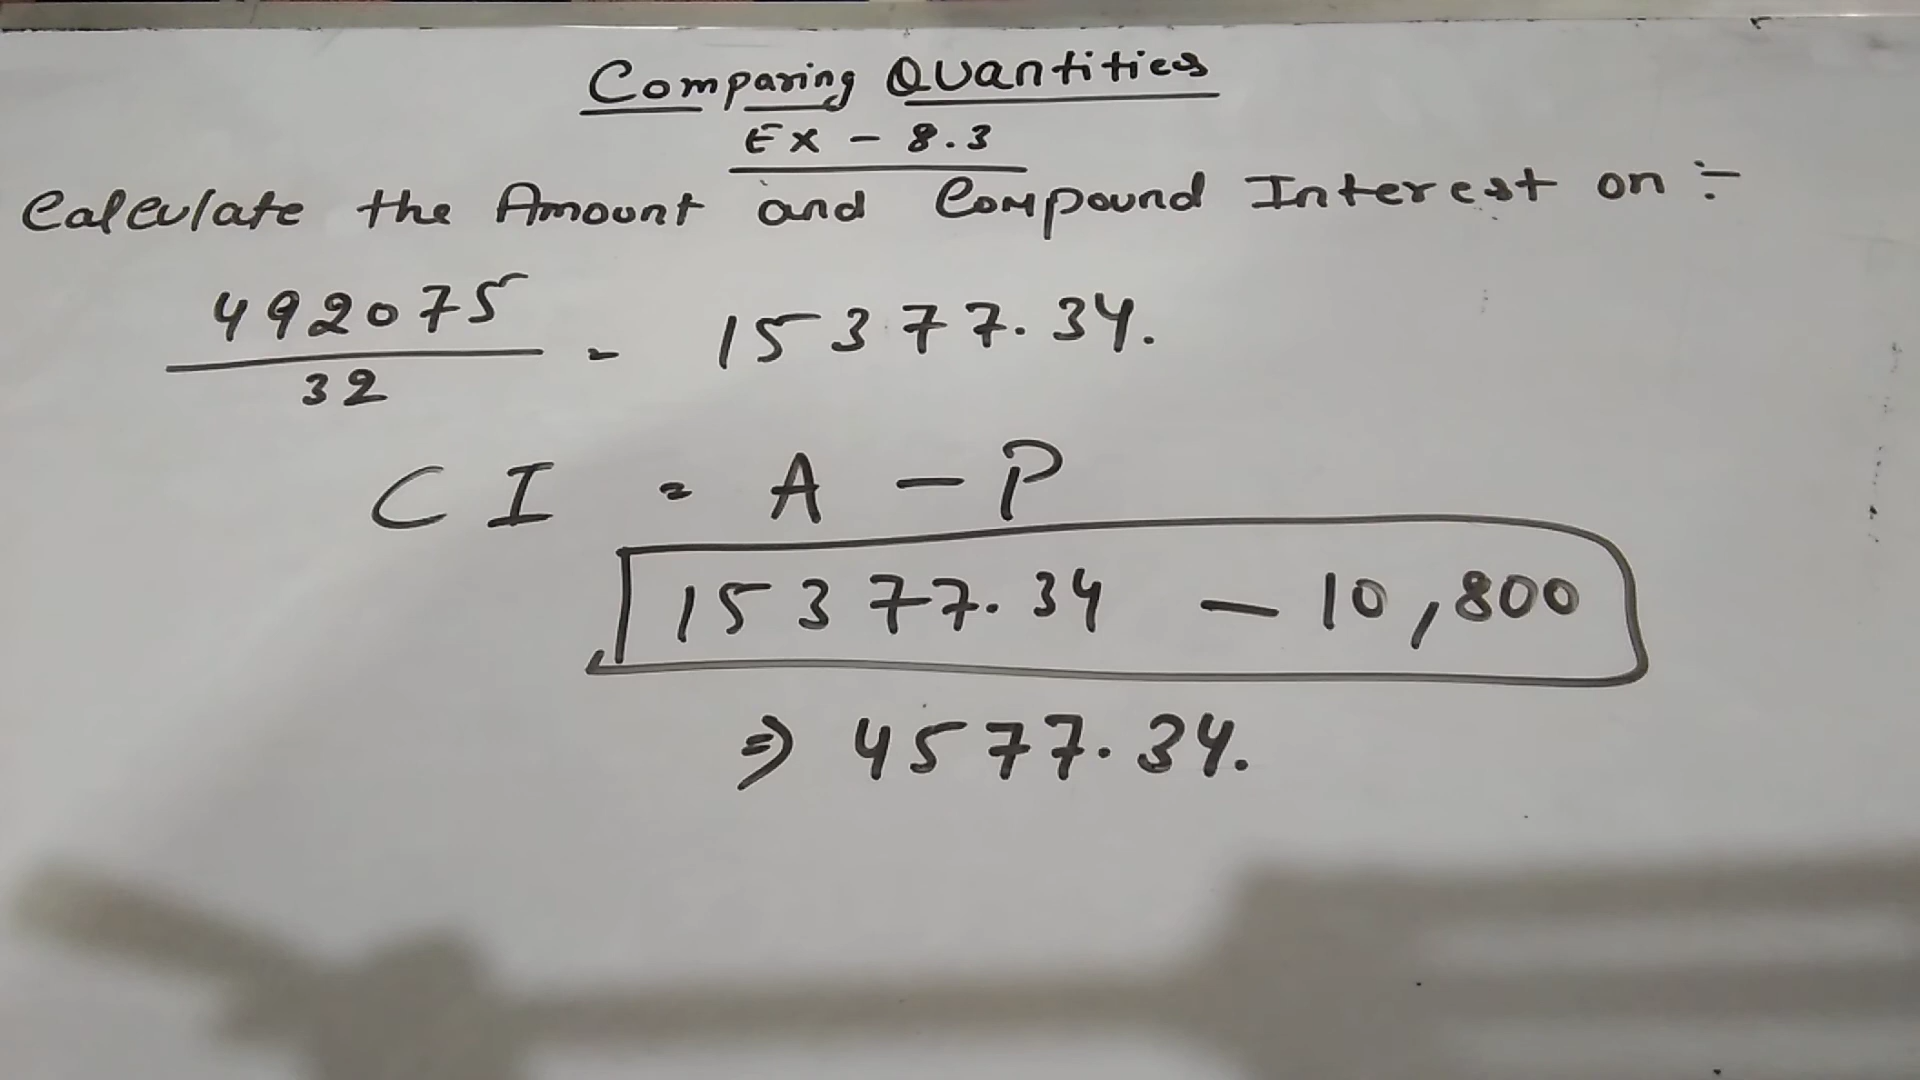 Comparing Quantities
Ex - 8.3
Calculate the Amount and Compound Interest on :-
492075
32
= 15377.34.
CI = A - P
15377.34 - 10,800
⇒ 4577.34.